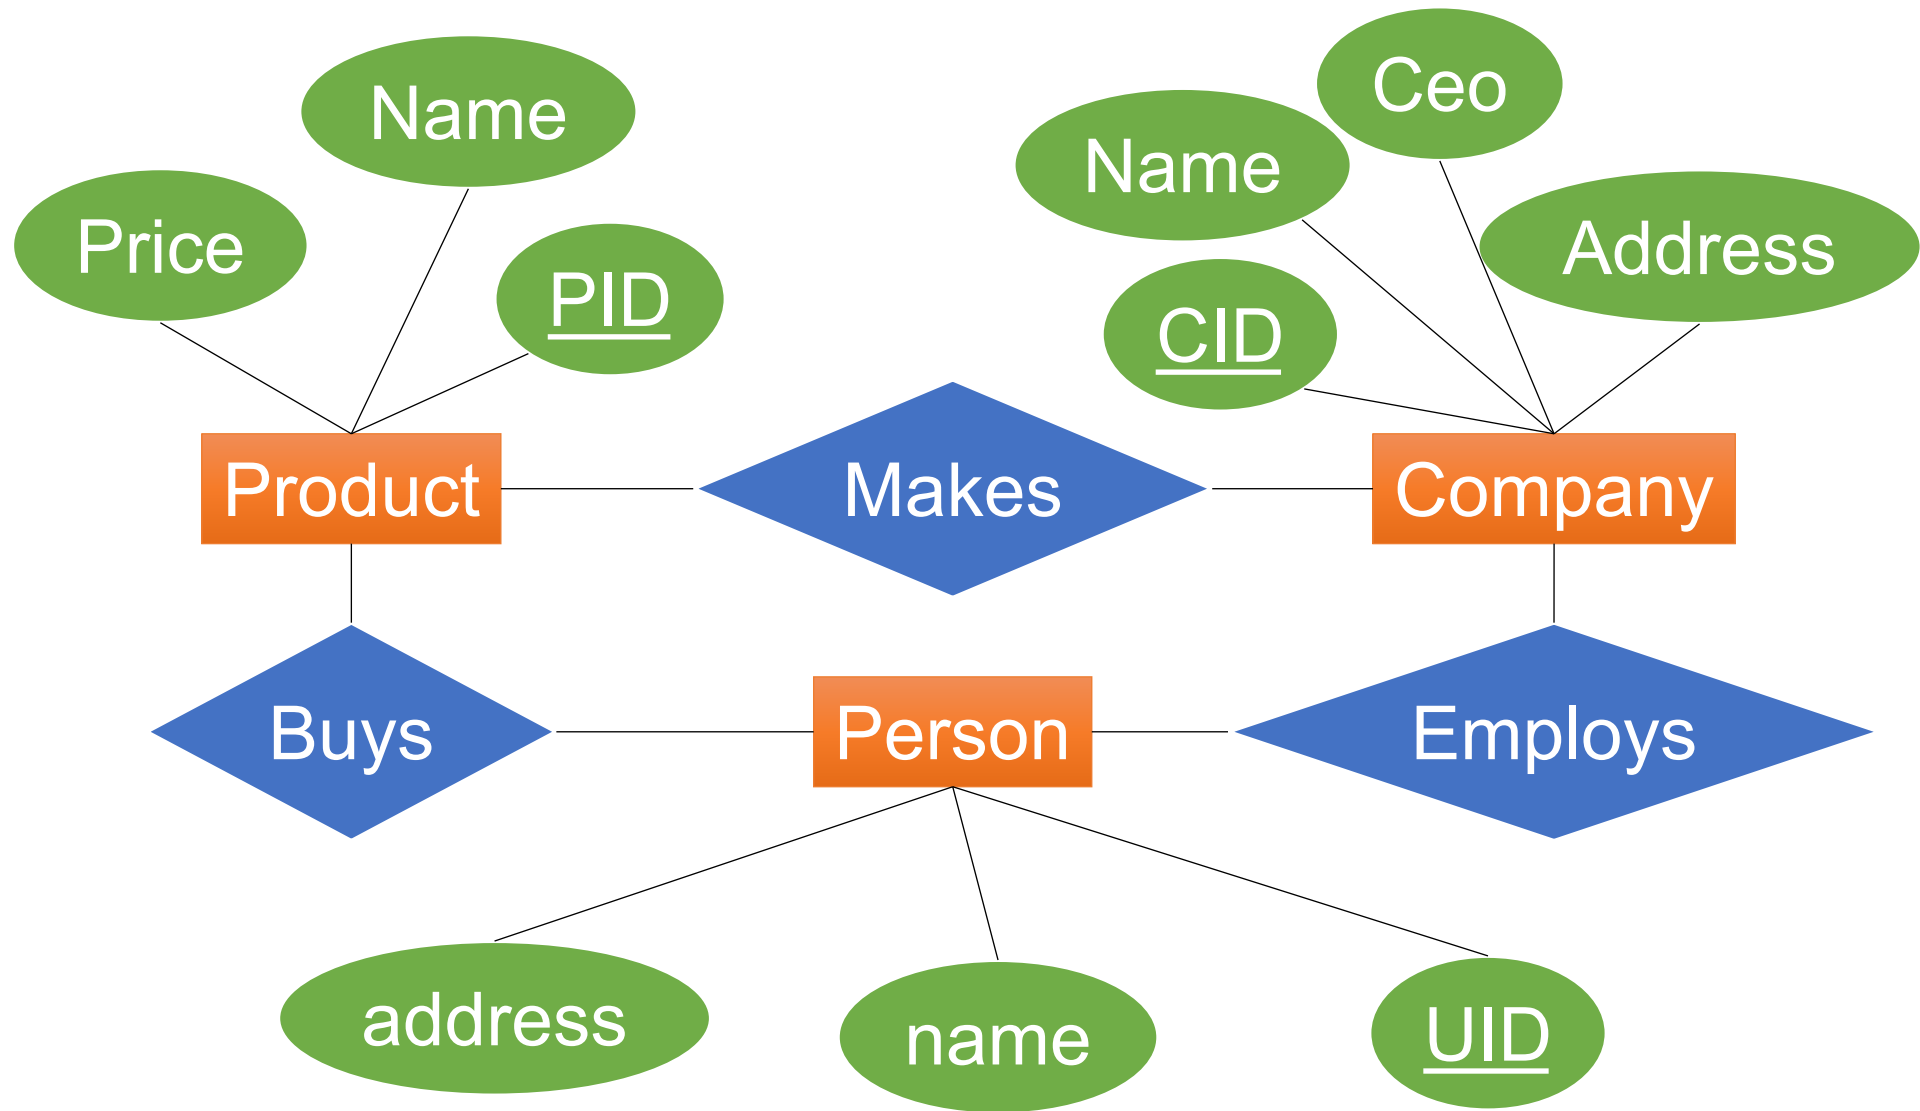 Ceo
Name
Name
Price
Address
PID
CID
Product
Makes
Company
Buys
Person
Employs
address
name
UID